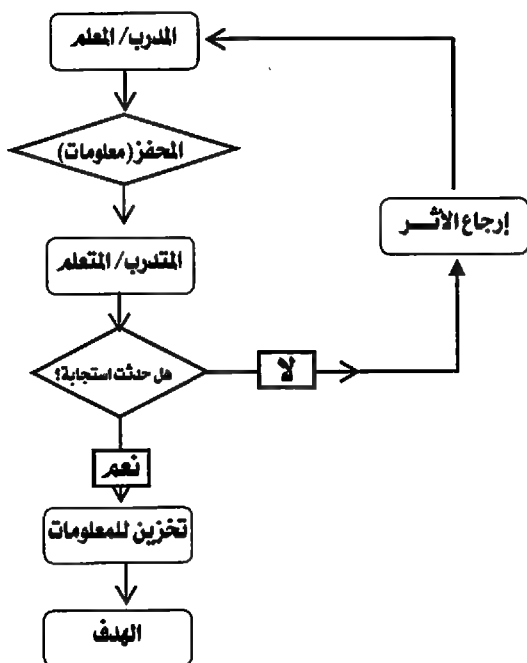 المدرب/ المعلم
المحفز (معلومات)
إرجاع الأثـــر
المتدرب/ المتعلم
هل حدثت استجابة؟
لا
نعم
تخزين للمعلومات
الهدف